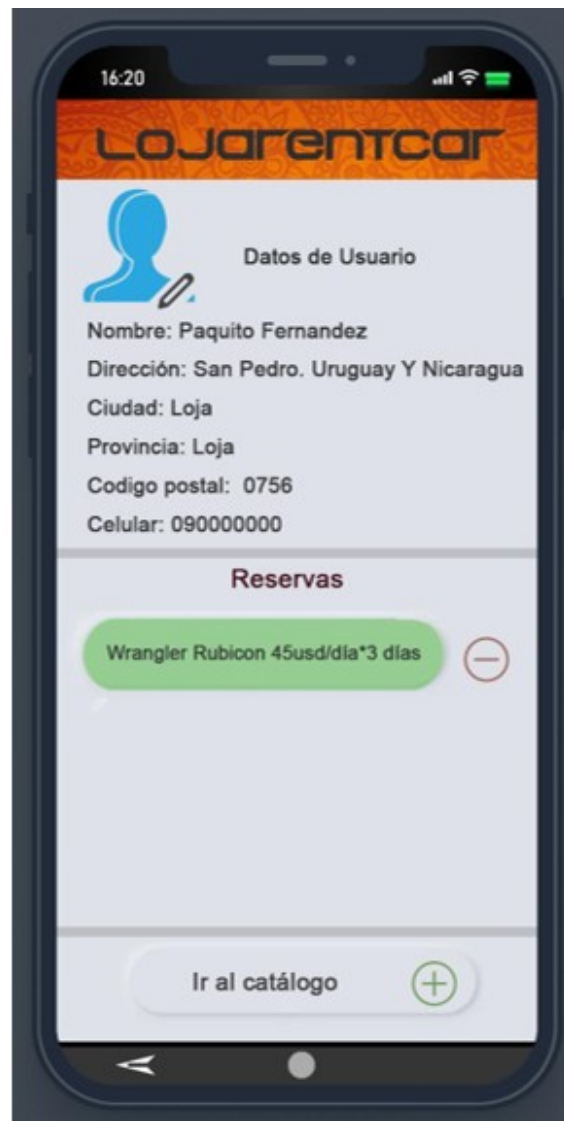 16:20
Lojarentcar
Datos de Usuario
Nombre: Paquito Fernandez
Dirección: San Pedro. Uruguay Y Nicaragua
Ciudad: Loja
Provincia: Loja
Codigo postal: 0756
Celular: 090000000
Reservas
Wrangler Rubicon 45usd/día*3 días
Ir al catálogo